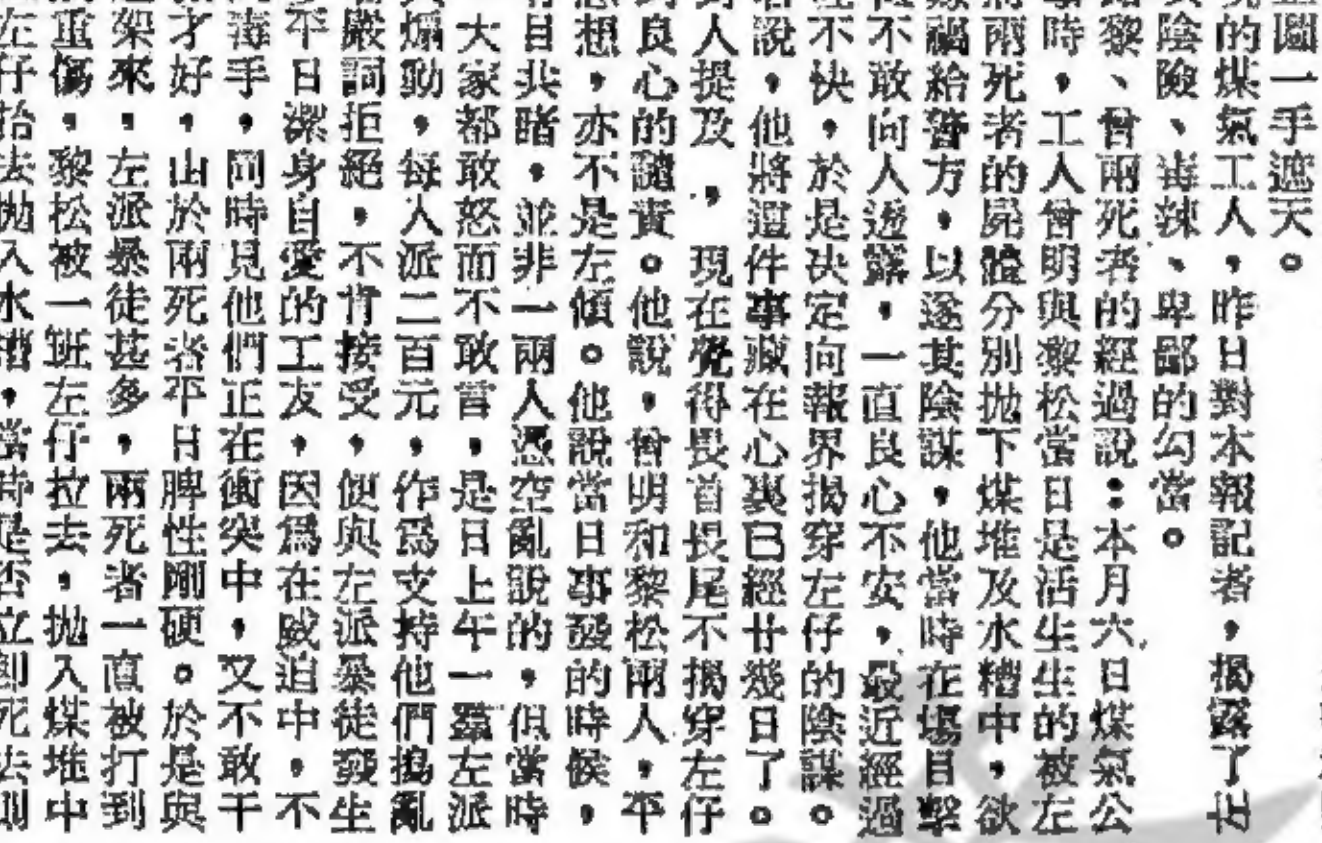 圖一手遮天。
的煤氣工人，昨日對本報記者，揭露了
陰險、毒辣、卑鄙的勾當。
黎、曾兩死者的經過說：本月六日煤氣公
時，工人曾明與黎松當日是活生生的被左
兩死者的屍體分別拋下煤堆及水糟中，欲
禍給警方，以遂其陰謀，他當時在場目擊
不敢向人透露，一直良心不安，最近經過
不快，於是決定向報界揭穿左仔的陰謀。
說，他將這件事藏在心裏已經廿幾日了。
人提及，現在覺得畏首畏尾不揭穿左仔
良心的譴責。他說，曾明和黎松兩人，平
想，亦不是左傾。他說當日事發的時候，
目共睹，並非一兩人憑空亂說的，但當時
大家都敢怒而不敢言，是日上午一羣左派
煽動，每人派二百元，作爲支持他們搗亂
嚴詞拒絕，不肯接受，便與左派暴徒發生
平日潔身自愛的工友，因爲在威迫中，不
毒手，同時見他們正在衝突中，又不敢干
才好，由於兩死者平日脾性剛硬。於是與
架來，左派暴徒甚多，兩死者一直被打到
重傷，黎松被一班左仔拉去，拋入煤堆中
左仔抬去拋入水糟，當時是否立即死去則